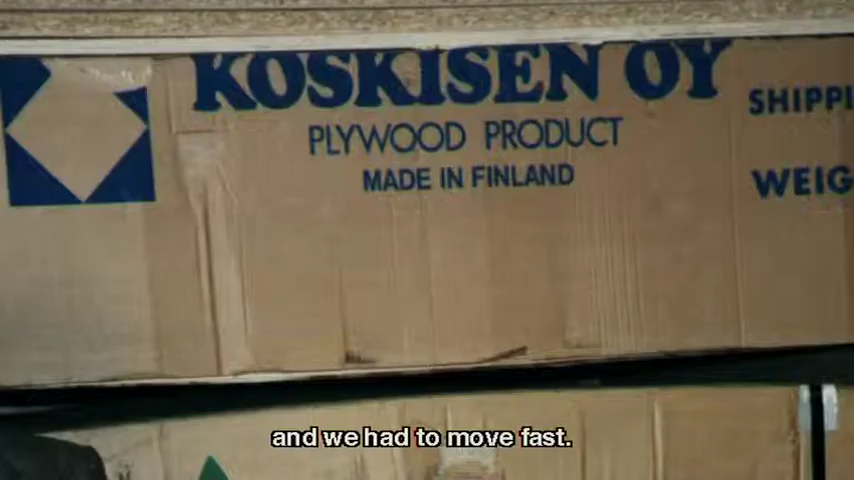 KOSKISEN OY
PLYWOOD PRODUCT
MADE IN FINLAND
SHIPPI
WEIG
and we had to move fast.